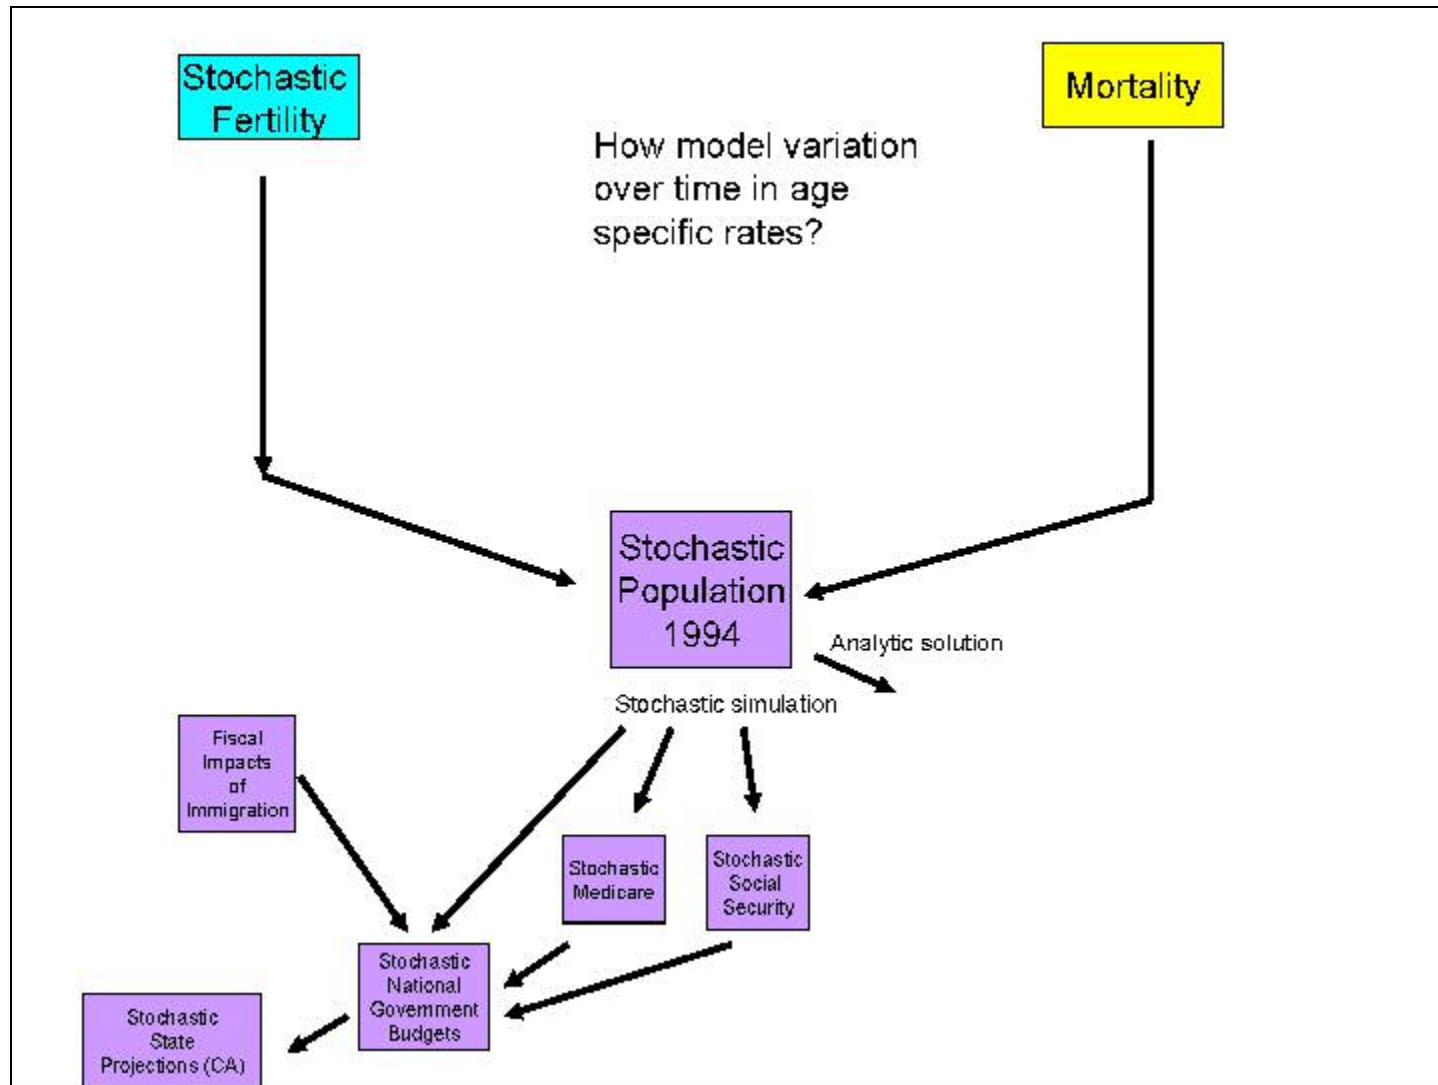 Stochastic
Fertility
Mortality
How model variation
over time in age
specific rates?
Stochastic
Population
1994
Analytic solution
Stochastic simulation
Fiscal
Impacts
of
Immigration
Stochastic
Medicare
Stochastic
Social
Security
Stochastic
National
Government
Budgets
Stochastic
State
Projections (CA)